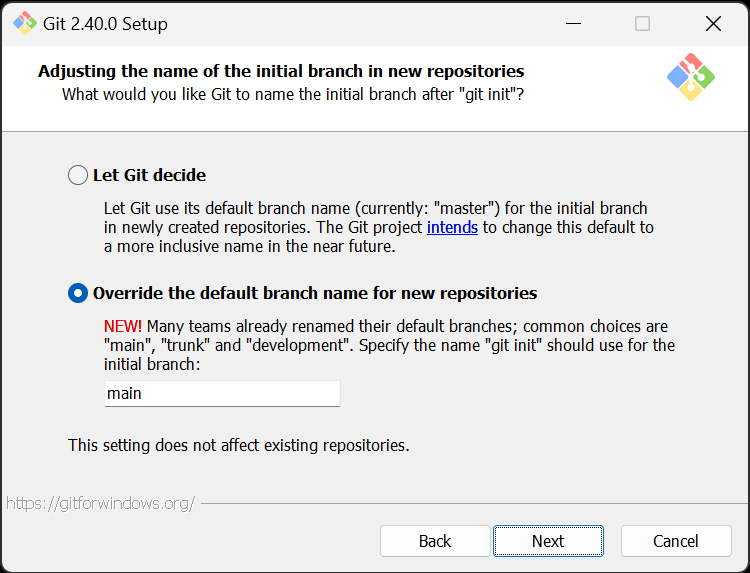 Git 2.40.0 Setup
Adjusting the name of the initial branch in new repositories
What would you like Git to name the initial branch after "git init"?
Let Git decide
Let Git use its default branch name (currently: "master") for the initial branch
in newly created repositories. The Git project intends to change this default to
a more inclusive name in the near future.
Override the default branch name for new repositories
NEW! Many teams already renamed their default branches; common choices are
"main", "trunk" and "development". Specify the name "git init" should use for the
initial branch:
main
This setting does not affect existing repositories.
https://gitforwindows.org/
Back Next Cancel